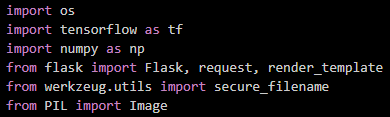 import os
import tensorflow as tf
import numpy as np
from flask import Flask, request, render_template
from werkzeug.utils import secure_filename
from PIL import Image